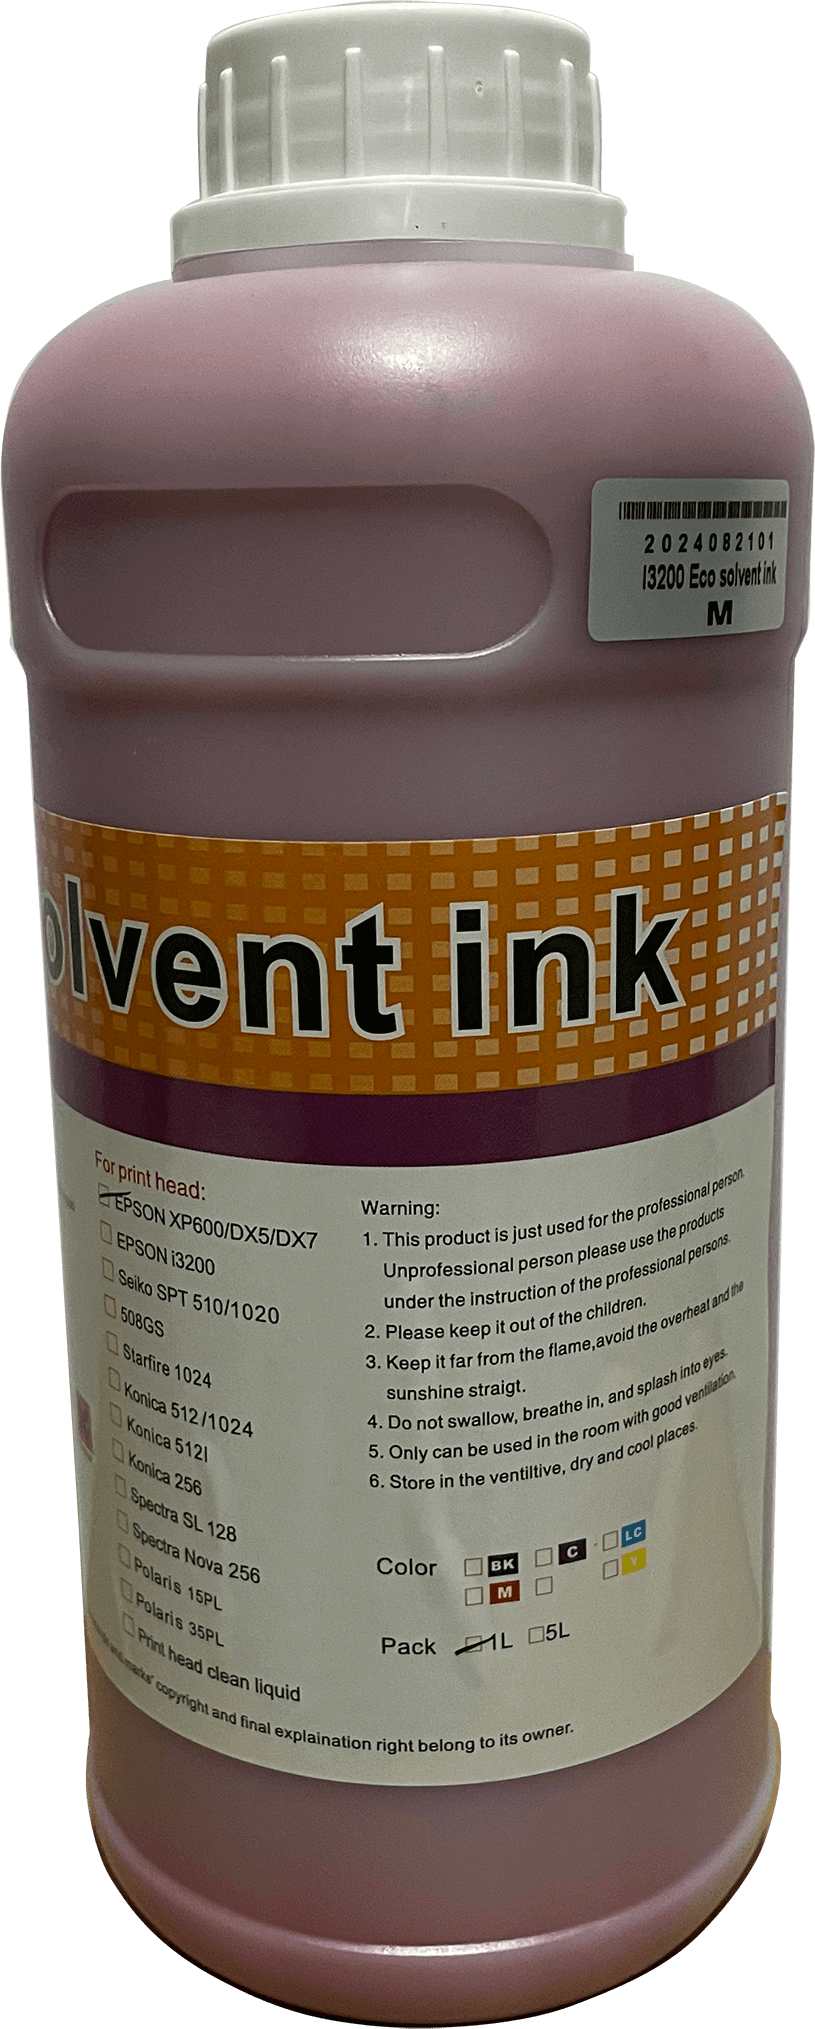 2024082101
I3200 Eco solvent ink
M
olvent ink
For print head:
EPSON XP600/DX5/DX7
EPSON i3200
Seiko SPT 510/1020
508GS
Starfire 1024
Konica 512/1024
Konica 512I
Konica 256
Spectra SL 128
Spectra Nova 256
Polaris 15PL
Polaris 35PL
Print head clean liquid
Warning:
1. This product is just used for the professional person.
Unprofessional person please use the products
under the instruction of the professional persons.
2. Please keep it out of the children.
3. Keep it far from the flame,avoid the overheat and the
sunshine straigt.
4. Do not swallow, breathe in, and splash into eyes.
5. Only can be used in the room with good ventilation.
6. Store in the ventiltive, dry and cool places.
Color BK C LC
M Y
Pack 1L 5L
and marks' copyright and final explaination right belong to its owner.